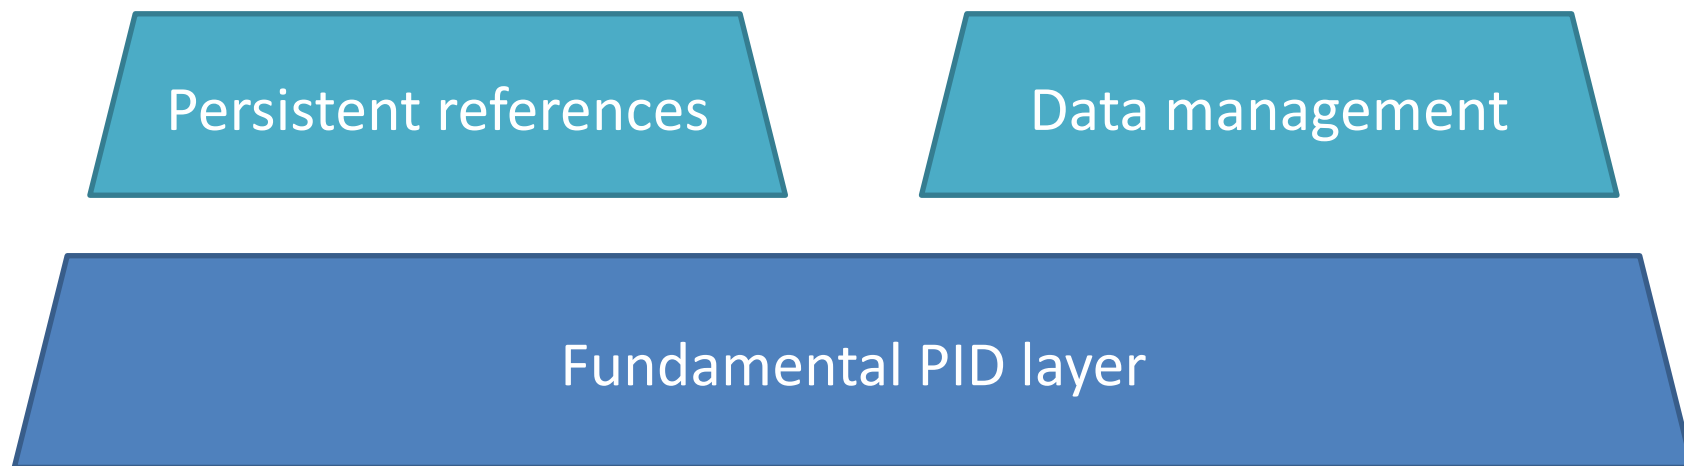 Persistent references
Data management
Fundamental PID layer